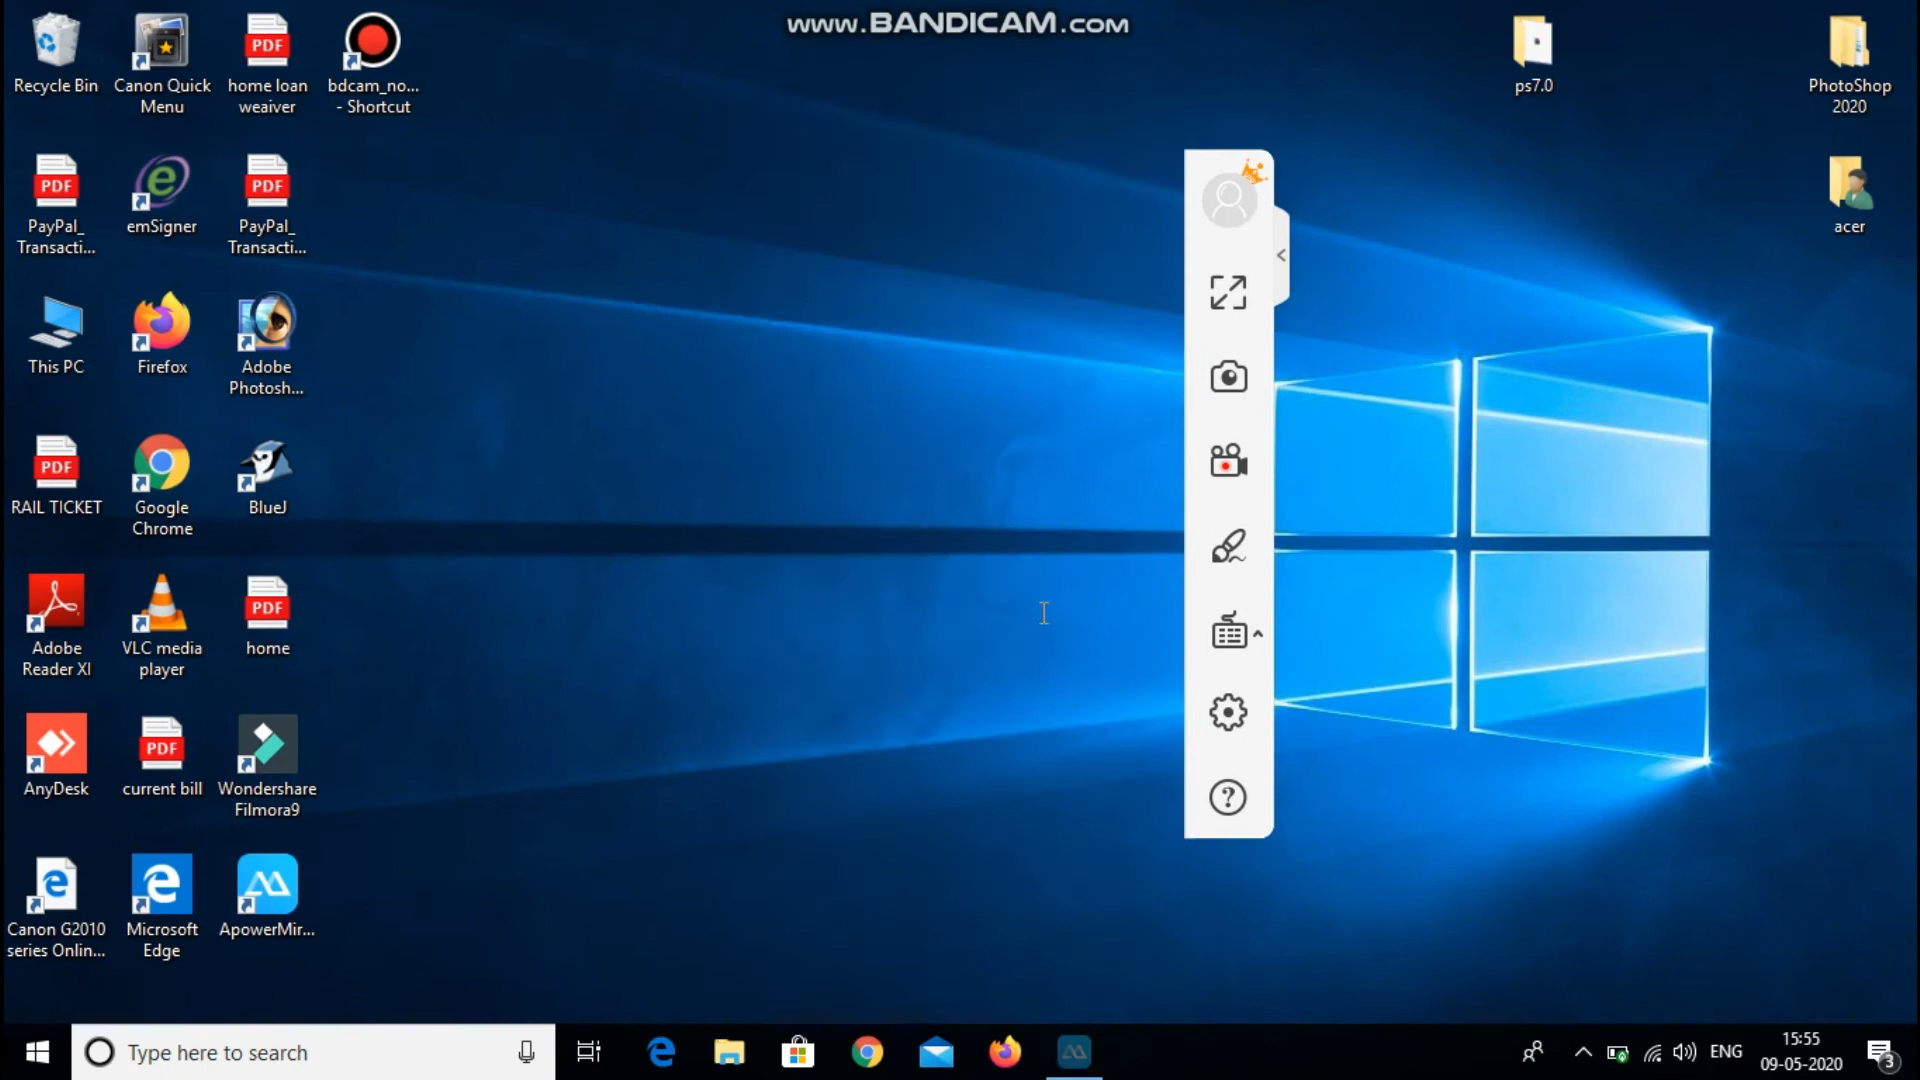 www.BANDICAM.com
Recycle Bin
Canon Quick
Menu
PDF
home loan
weaiver
bdcam_no...
- Shortcut
ps7.0
PhotoShop
2020
PDF
PayPal_
Transacti...
emSigner
PDF
PayPal_
Transacti...
acer
This PC
Firefox
Adobe
Photosh...
PDF
RAIL TICKET
Google
Chrome
BlueJ
Adobe
Reader XI
VLC media
player
PDF
home
AnyDesk
PDF
current bill
Wondershare
Filmora9
Canon G2010
series Onlin...
Microsoft
Edge
ApowerMir...
Type here to search
ENG
15:55
09-05-2020
3